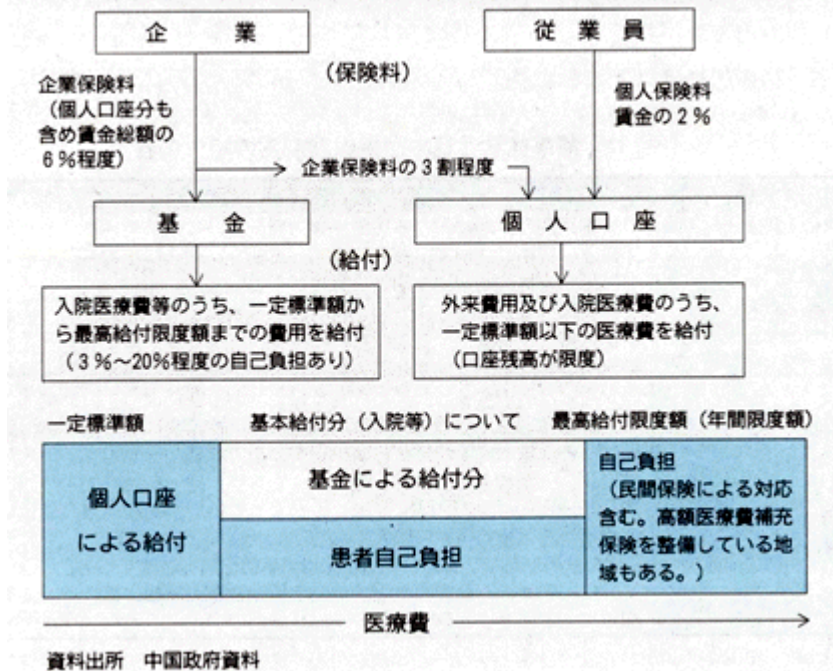 企業
従業員
(保険料)
企業保険料
(個人口座分も
含め賃金総額の
6%程度)
個人保険料
賃金の2%
企業保険料の3割程度
基金
個人口座
(給付)
入院医療費等のうち、一定標準額か
ら最高給付限度額までの費用を給付
(3%～20%程度の自己負担あり)
外来費用及び入院医療費のうち、
一定標準額以下の医療費を給付
(口座残高が限度)
一定標準額
基本給付分(入院等)について
最高給付限度額(年間限度額)
個人口座
による給付
基金による給付分
患者自己負担
自己負担
(民間保険による対応
含む。高額医療費補充
保険を整備している地
域もある。)
医療費
資料出所 中国政府資料